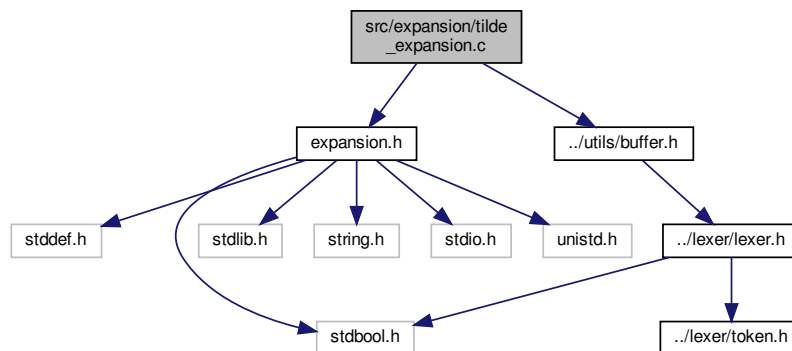 src/expansion/tilde
_expansion.c
expansion.h
../utils/buffer.h
stddef.h
stdlib.h
string.h
stdio.h
unistd.h
../lexer/lexer.h
stdbool.h
../lexer/token.h